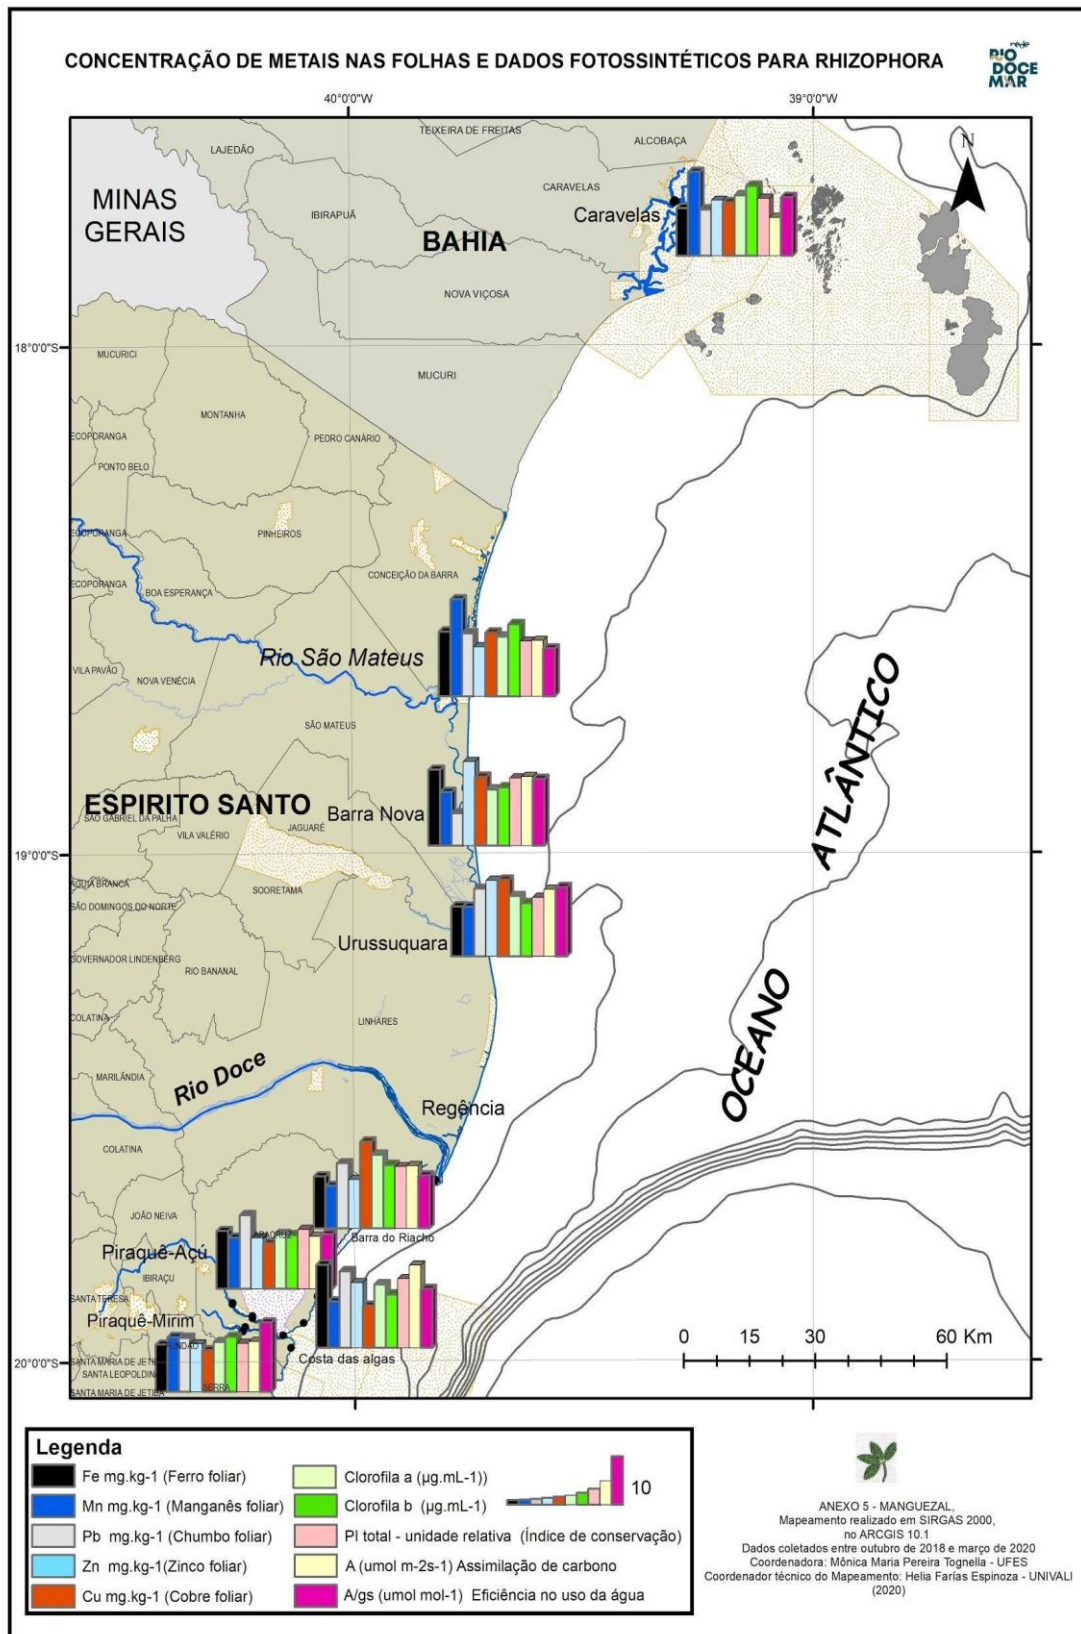 CONCENTRAÇÃO DE METAIS NAS FOLHAS E DADOS FOTOSSINTÉTICOS PARA RHIZOPHORA
rede
RIO
DOCE
MAR
40°0'0"W
39°0'0"W
TEIXEIRA DE FREITAS
LAJEDÃO
ALCOBAÇA
N
MINAS
GERAIS
CARAVELAS
Caravelas
IBIRAPUÃ
BAHIA
NOVA VIÇOSA
18°0'0"S
MUCURICI
MUCURI
MONTANHA
ECOPORANGA
PEDRO CANÁRIO
PONTO BELO
ECOPORANGA
PINHEIROS
CONCEIÇÃO DA BARRA
ECOPORANGA
BOA ESPERANÇA
Rio São Mateus
VILA PAVÃO
NOVA VENÉCIA
SÃO MATEUS
OCEANO ATLÂNTICO
ESPIRITO SANTO
Barra Nova
SÃO GABRIEL DA PALHA
VILA VALÉRIO
JAGUARÉ
19°0'0"S
ÁGUIA BRANCA
SOORETAMA
SÃO DOMINGOS DO NORTE
Urussuquara
GOVERNADOR LINDENBERG
RIO BANANAL
COLATINA
LINHARES
MARILÂNDIA
Rio Doce
Regência
COLATINA
JOÃO NEIVA
ARACRUZ
Barra do Riacho
Piraquê-Açú
IBIRAÇU
SANTA TERESA
Piraquê-Mirim
FUNDÃO
Costa das algas
20°0'0"S
SANTA MARIA DE JETIBÁ
SANTA LEOPOLDINA
SERRA
SANTA MARIA DE JETIBÁ
0 15 30 60 Km
Legenda
Fe mg.kg-1 (Ferro foliar)
Mn mg.kg-1 (Manganês foliar)
Pb mg.kg-1 (Chumbo foliar)
Zn mg.kg-1(Zinco foliar)
Cu mg.kg-1 (Cobre foliar)
Clorofila a (µg.mL-1))
Clorofila b (µg.mL-1)
PI total - unidade relativa (Índice de conservação)
A (umol m-2s-1) Assimilação de carbono
A/gs (umol mol-1) Eficiência no uso da água
10
ANEXO 5 - MANGUEZAL,
Mapeamento realizado em SIRGAS 2000,
no ARCGIS 10.1
Dados coletados entre outubro de 2018 e março de 2020
Coordenadora: Mônica Maria Pereira Tognella - UFES
Coordenador técnico do Mapeamento: Helia Farías Espinoza - UNIVALI
(2020)